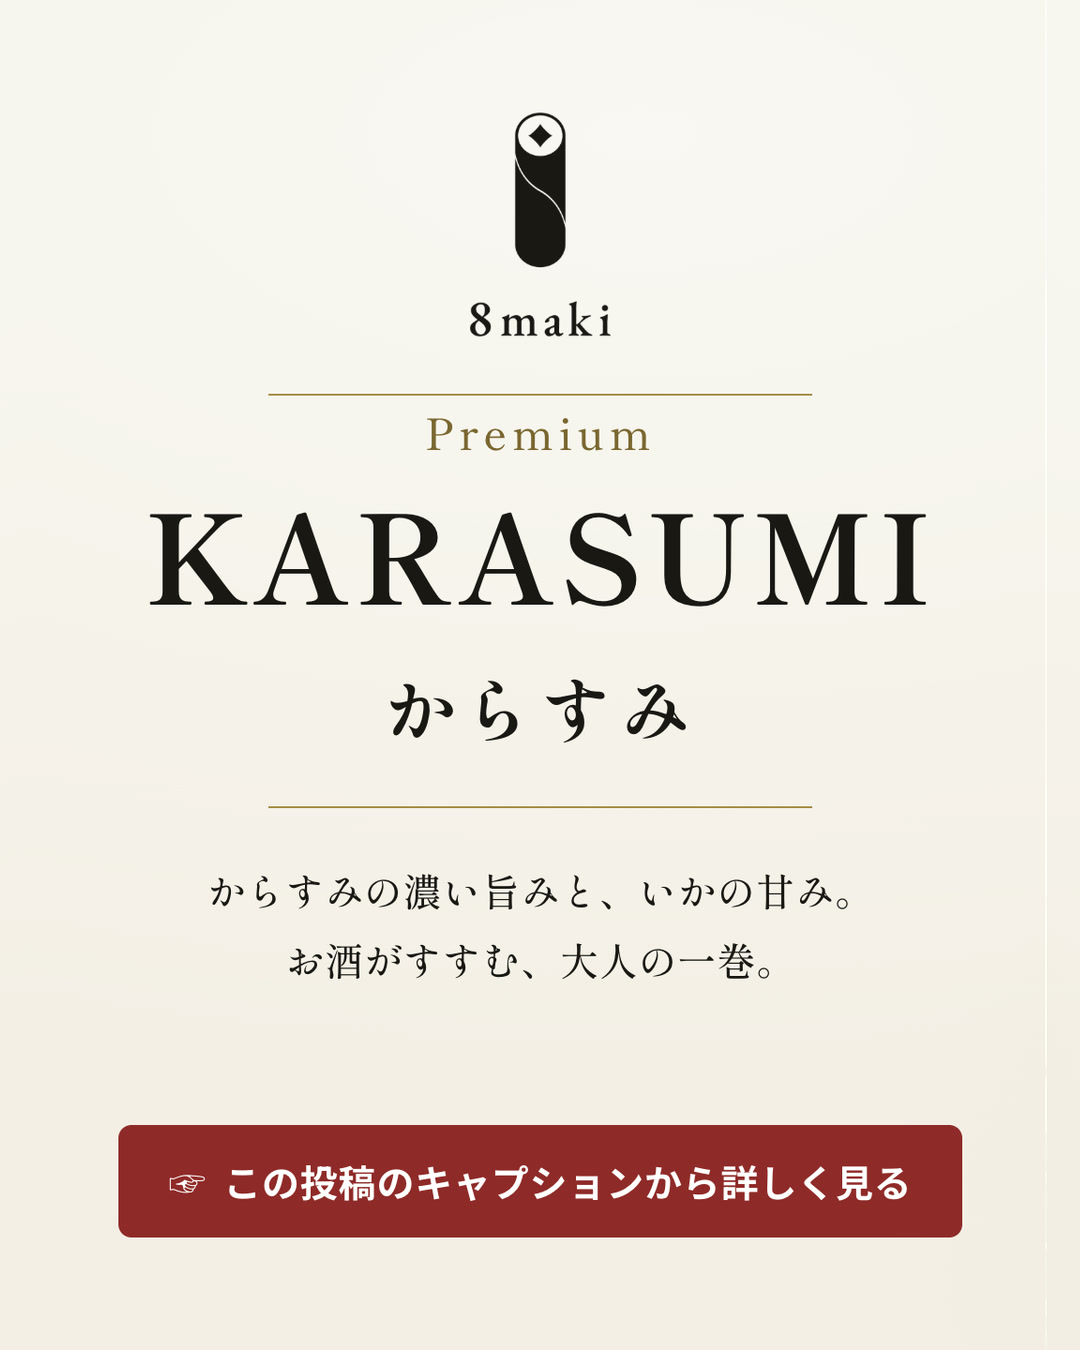 8maki
Premium
KARASUMI
からすみ
からすみの濃い旨みと、いかの甘み。
お酒がすすむ、大人の一巻。
☞ この投稿のキャプションから詳しく見る